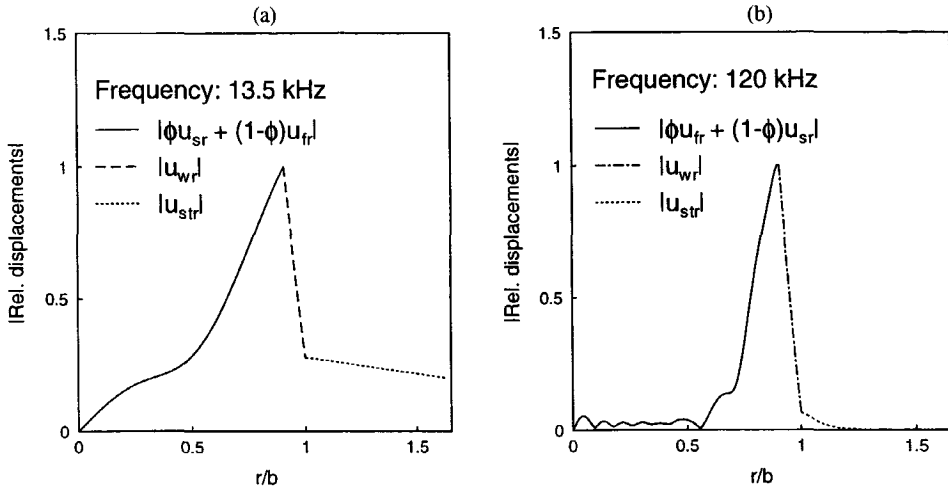 (a)
1.5
1
0.5
0
|Rel. displacements|
Frequency: 13.5 kHz
|ϕu_sr + (1-ϕ)u_fr|
|u_wr|
|u_str|
0 0.5 1 1.5
r/b
(b)
1.5
1
0.5
0
|Rel. displacements|
Frequency: 120 kHz
|ϕu_fr + (1-ϕ)u_sr|
|u_wr|
|u_str|
0 0.5 1 1.5
r/b